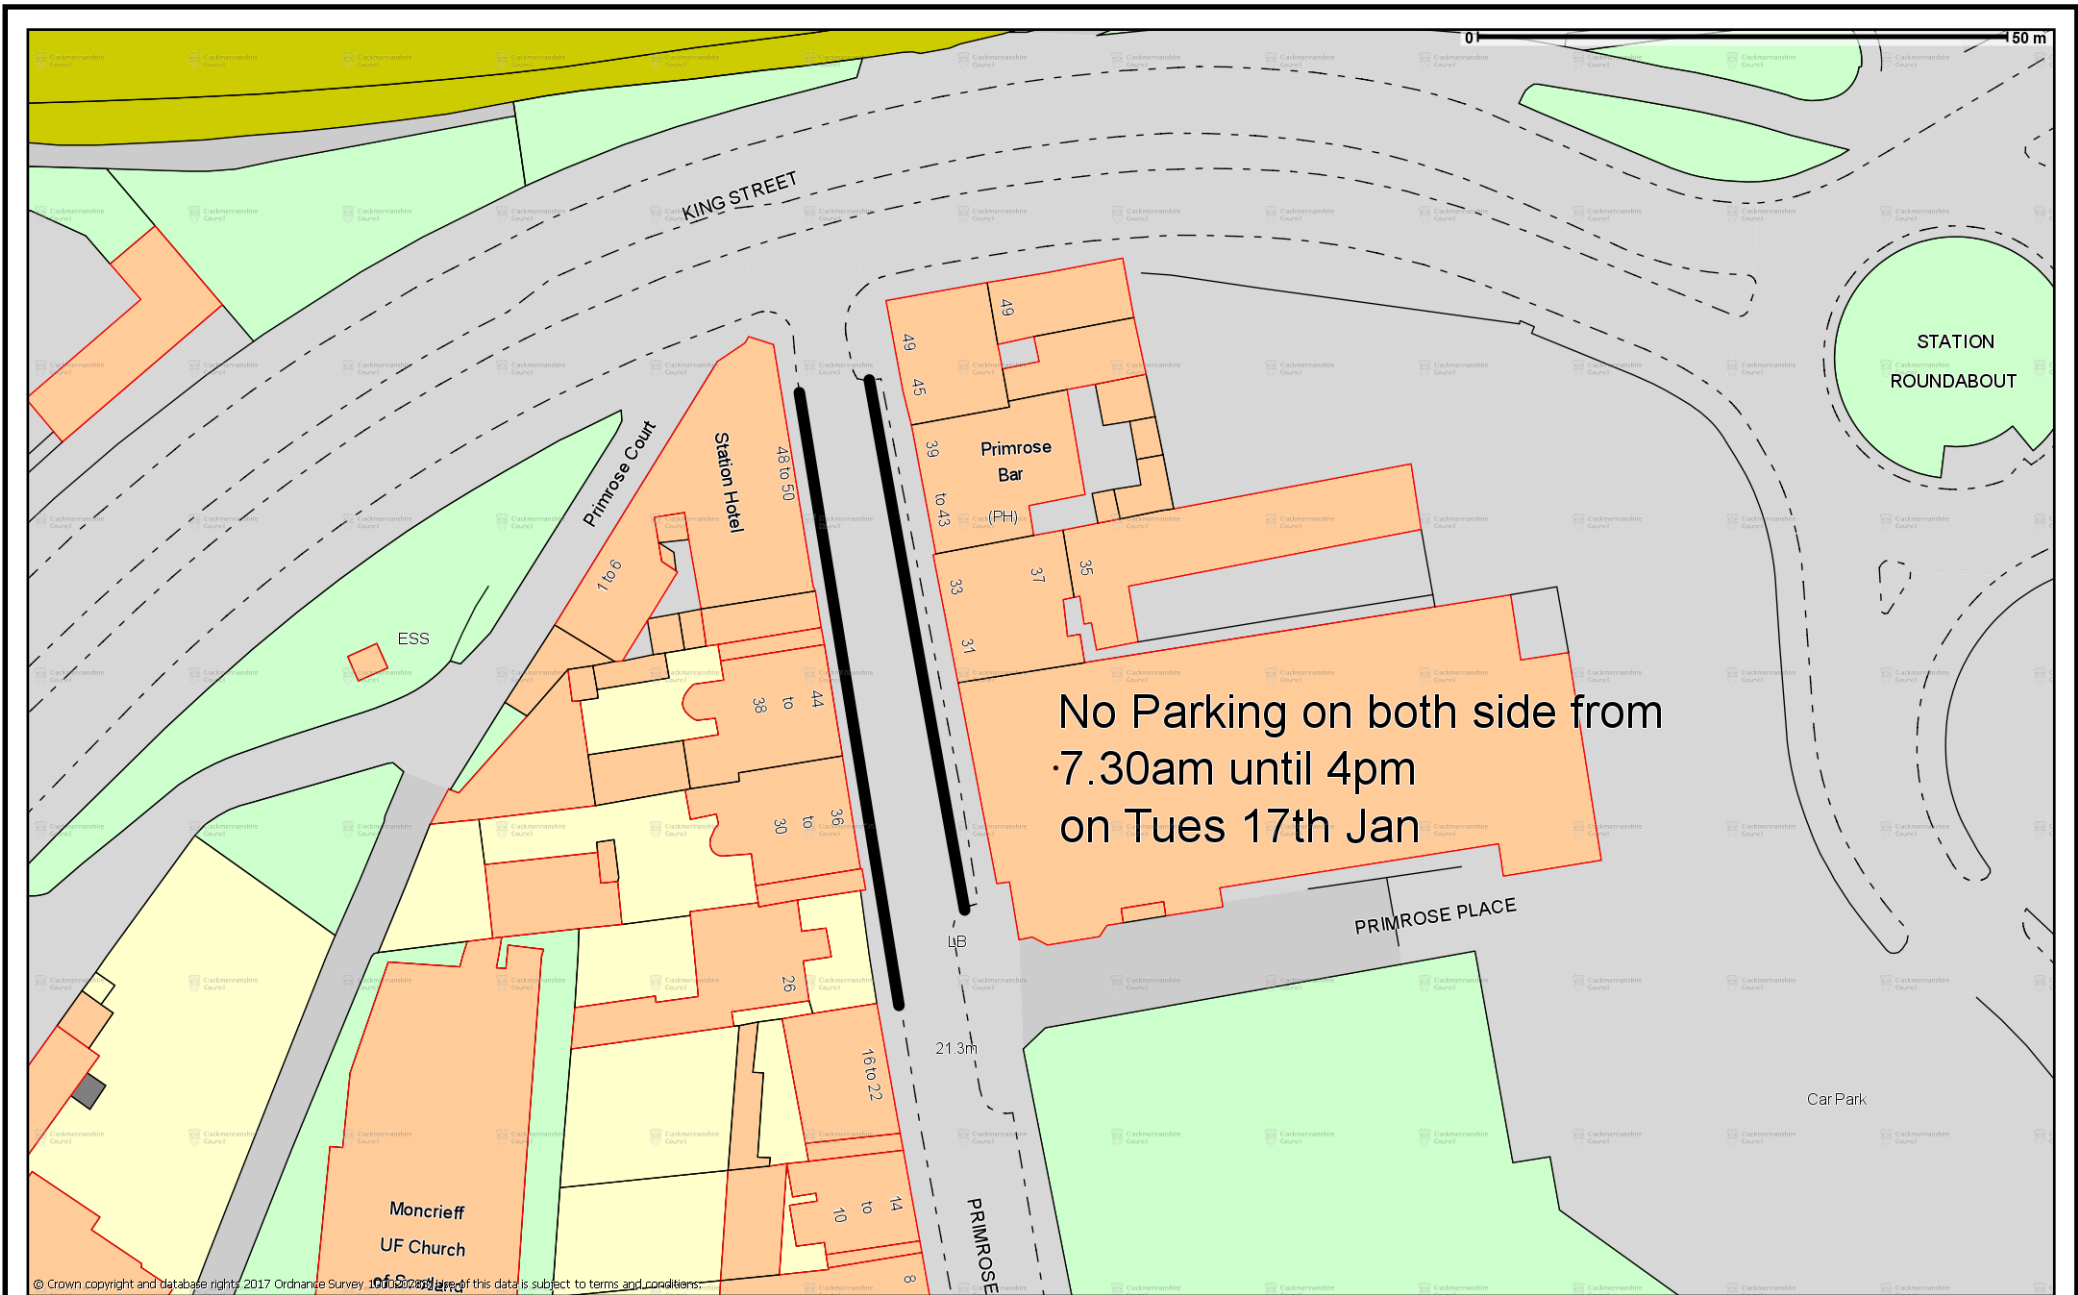 0 50 m
KING STREET
STATION
ROUNDABOUT
49
49
45
Primrose Court
Station Hotel
48 to 50
39
to 43
Primrose
Bar
(PH)
1 to 6
33
37
35
31
ESS
38
to
44
No Parking on both side from
7.30am until 4pm
on Tues 17th Jan
30
to
36
PRIMROSE PLACE
LB
26
21.3m
16 to 22
Car Park
10
to
14
PRIMROSE
Moncrieff
UF Church
of Scotland
8
© Crown copyright and database rights 2017 Ordnance Survey Use of this data is subject to terms and conditions.
Clackmannanshire
Council